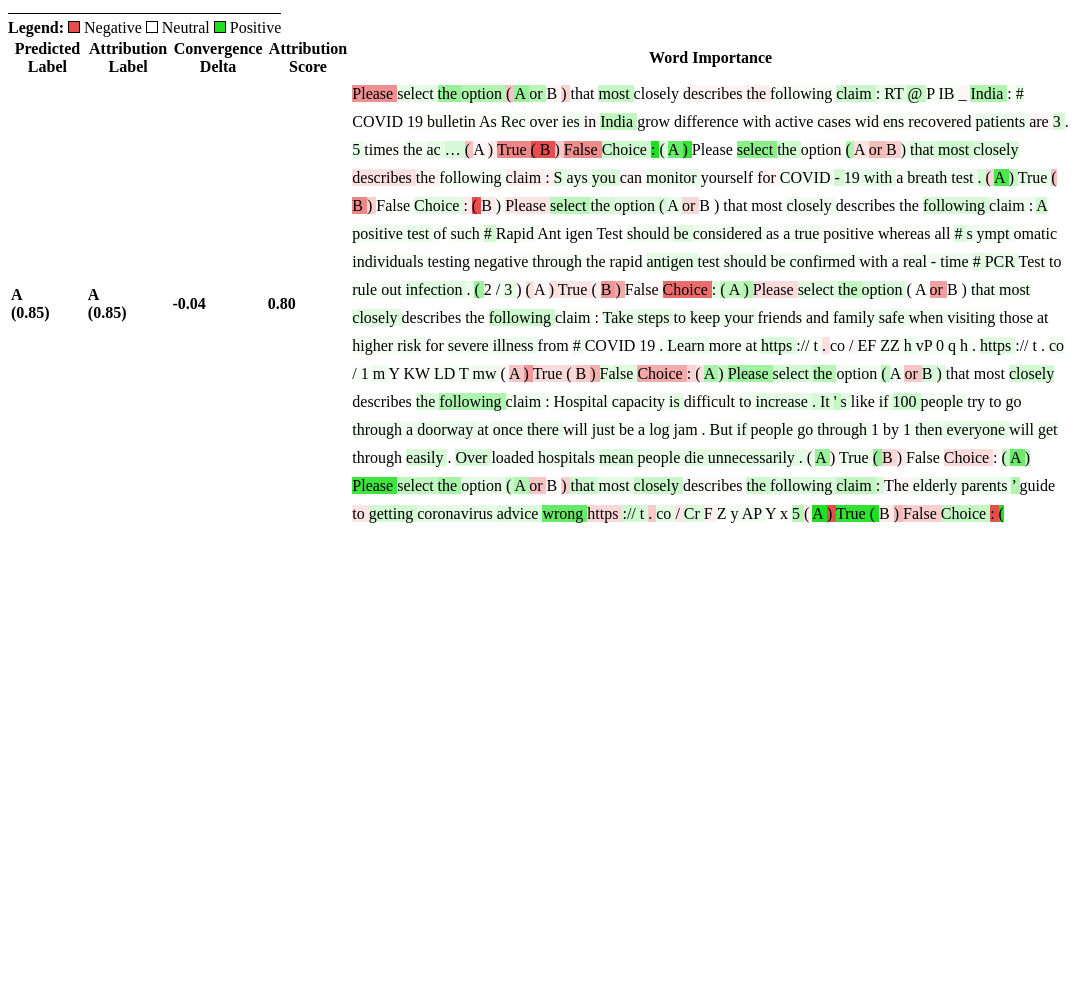 Legend: Negative Neutral Positive
Predicted Label Attribution Label Convergence Delta Attribution Score Word Importance
A (0.85) A (0.85) -0.04 0.80
Please select the option ( A or B ) that most closely describes the following claim : RT @ P IB _ India : #
COVID 19 bulletin As Rec over ies in India grow difference with active cases wid ens recovered patients are 3 .
5 times the ac … ( A ) True ( B ) False Choice : ( A ) Please select the option ( A or B ) that most closely
describes the following claim : S ays you can monitor yourself for COVID - 19 with a breath test . ( A ) True (
B ) False Choice : ( B ) Please select the option ( A or B ) that most closely describes the following claim : A
positive test of such # Rapid Ant igen Test should be considered as a true positive whereas all # s ympt omatic
individuals testing negative through the rapid antigen test should be confirmed with a real - time # PCR Test to
rule out infection . ( 2 / 3 ) ( A ) True ( B ) False Choice : ( A ) Please select the option ( A or B ) that most
closely describes the following claim : Take steps to keep your friends and family safe when visiting those at
higher risk for severe illness from # COVID 19 . Learn more at https :// t . co / EF ZZ h vP 0 q h . https :// t . co
/ 1 m Y KW LD T mw ( A ) True ( B ) False Choice : ( A ) Please select the option ( A or B ) that most closely
describes the following claim : Hospital capacity is difficult to increase . It ' s like if 100 people try to go
through a doorway at once there will just be a log jam . But if people go through 1 by 1 then everyone will get
through easily . Over loaded hospitals mean people die unnecessarily . ( A ) True ( B ) False Choice : ( A )
Please select the option ( A or B ) that most closely describes the following claim : The elderly parents ’ guide
to getting coronavirus advice wrong https :// t . co / Cr F Z y AP Y x 5 ( A ) True ( B ) False Choice : (